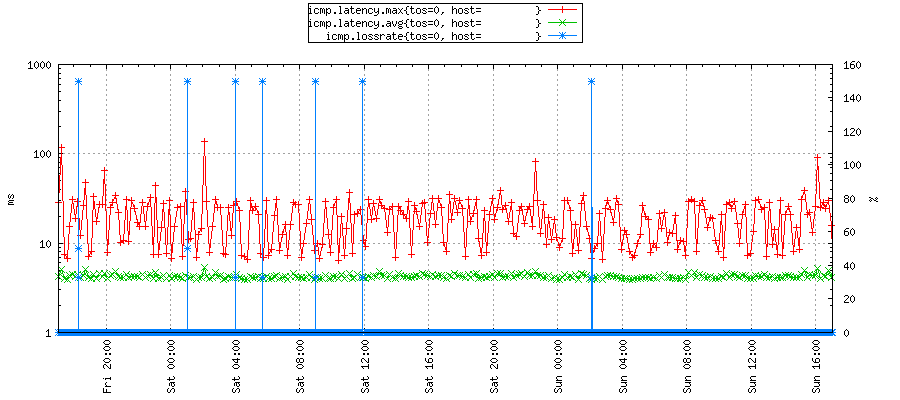 icmp.latency.max{tos=0, host=        }
icmp.latency.avg{tos=0, host=        }
icmp.lossrate{tos=0, host=        }
1000
100
10
1
ms
160
140
120
100
80
60
40
20
0
%
Fri 20:00
Sat 00:00
Sat 04:00
Sat 08:00
Sat 12:00
Sat 16:00
Sat 20:00
Sun 00:00
Sun 04:00
Sun 08:00
Sun 12:00
Sun 16:00